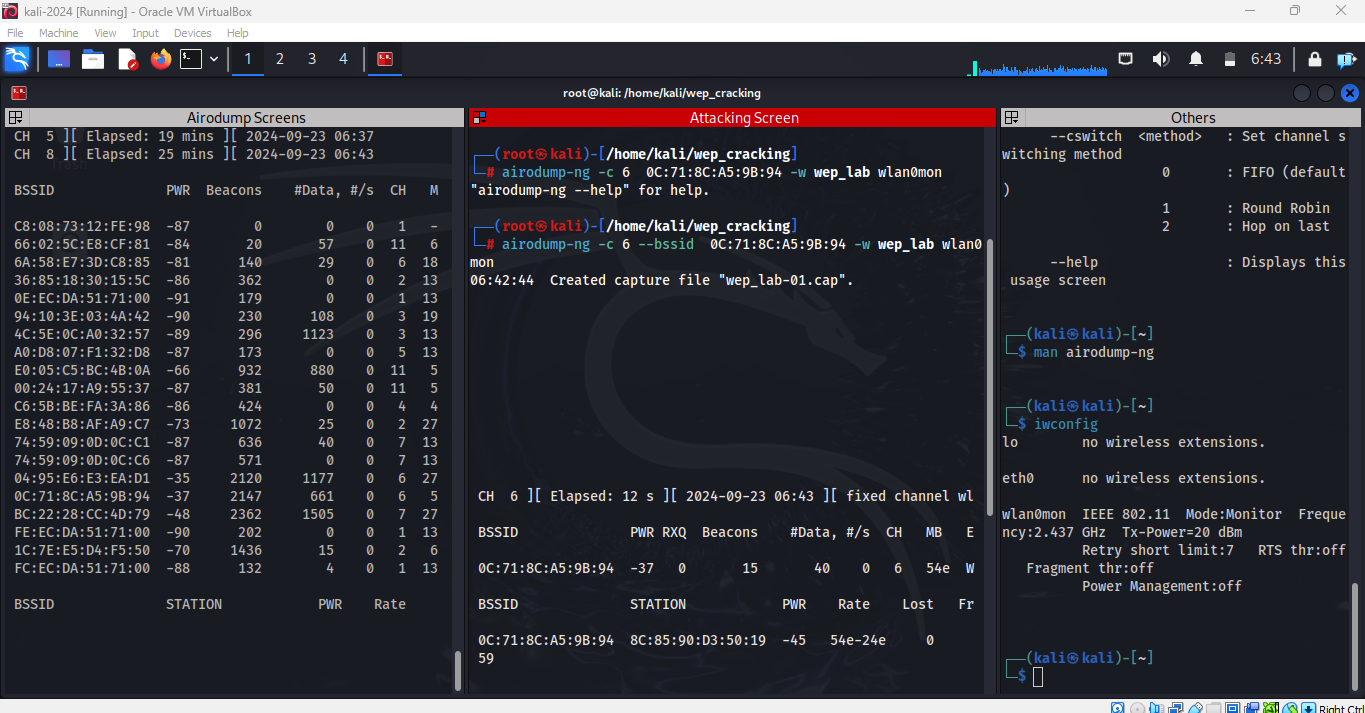 kali-2024 [Running] - Oracle VM VirtualBox
File Machine View Input Devices Help
1 2 3 4
6:43
root@kali: /home/kali/wep_cracking
Airodump Screens
CH 5 ][ Elapsed: 19 mins ][ 2024-09-23 06:37
CH 8 ][ Elapsed: 25 mins ][ 2024-09-23 06:43
BSSID PWR Beacons #Data, #/s CH M
C8:08:73:12:FE:98 -87 0 0 0 1 -
66:02:5C:E8:CF:81 -84 20 57 0 11 6
6A:58:E7:3D:C8:85 -81 140 29 0 6 18
36:85:18:30:15:5C -86 362 0 0 2 13
0E:EC:DA:51:71:00 -91 179 0 0 1 13
94:10:3E:03:4A:42 -90 230 108 0 3 19
4C:5E:0C:A0:32:57 -89 296 1123 0 3 13
A0:D8:07:F1:32:D8 -87 173 0 0 5 13
E0:05:C5:BC:4B:0A -66 932 880 0 11 5
00:24:17:A9:55:37 -87 381 50 0 11 5
C6:5B:BE:FA:3A:86 -86 424 0 0 4 4
E8:48:B8:AF:A9:C7 -73 1072 25 0 2 27
74:59:09:0D:0C:C1 -87 636 40 0 7 13
74:59:09:0D:0C:C6 -87 571 0 0 7 13
04:95:E6:E3:EA:D1 -35 2120 1177 0 6 27
0C:71:8C:A5:9B:94 -37 2147 661 0 6 5
BC:22:28:CC:4D:79 -48 2362 1505 0 7 27
FE:EC:DA:51:71:00 -90 202 0 0 1 13
1C:7E:E5:D4:F5:50 -70 1436 15 0 2 6
FC:EC:DA:51:71:00 -88 132 4 0 1 13
BSSID STATION PWR Rate
Attacking Screen
(root㉿kali)-[/home/kali/wep_cracking]
# airodump-ng -c 6 0C:71:8C:A5:9B:94 -w wep_lab wlan0mon
"airodump-ng --help" for help.
(root㉿kali)-[/home/kali/wep_cracking]
# airodump-ng -c 6 --bssid 0C:71:8C:A5:9B:94 -w wep_lab wlan0
mon
06:42:44 Created capture file "wep_lab-01.cap".
CH 6 ][ Elapsed: 12 s ][ 2024-09-23 06:43 ][ fixed channel wl
BSSID PWR RXQ Beacons #Data, #/s CH MB E
0C:71:8C:A5:9B:94 -37 0 15 40 0 6 54e W
BSSID STATION PWR Rate Lost Fr
0C:71:8C:A5:9B:94 8C:85:90:D3:50:19 -45 54e-24e 0
59
Others
--cswitch <method> : Set channel s
witching method
0 : FIFO (default
)
1 : Round Robin
2 : Hop on last
--help : Displays this
usage screen
(kali㉿kali)-[~]
$ man airodump-ng
(kali㉿kali)-[~]
$ iwconfig
lo no wireless extensions.
eth0 no wireless extensions.
wlan0mon IEEE 802.11 Mode:Monitor Freque
ncy:2.437 GHz Tx-Power=20 dBm
Retry short limit:7 RTS thr:off
Fragment thr:off
Power Management:off
(kali㉿kali)-[~]
$
Right Ctrl